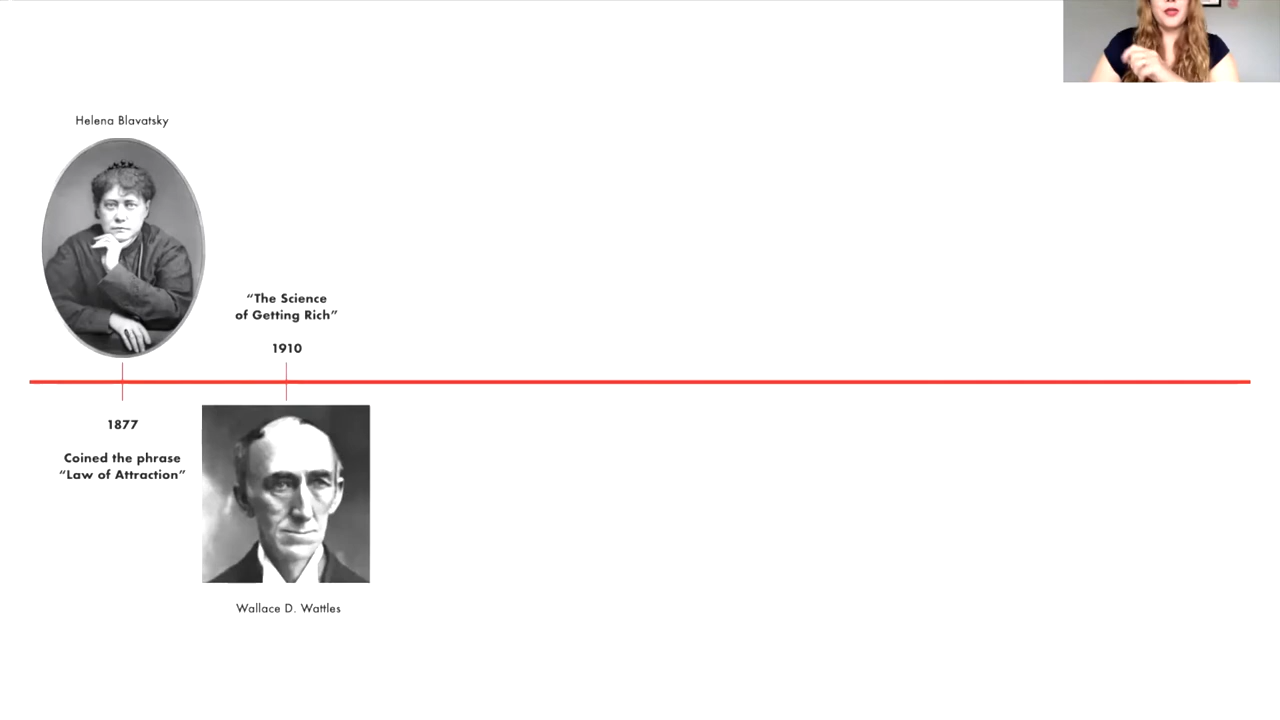 Helena Blavatsky
“The Science
of Getting Rich”
1910
1877
Coined the phrase
“Law of Attraction”
Wallace D. Wattles